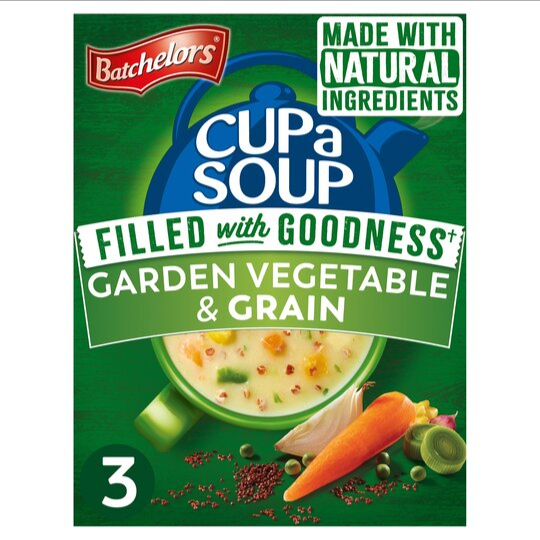 Batchelors®
MADE WITH
NATURAL
INGREDIENTS
CUP a
SOUP
FILLED with GOODNESS†
GARDEN VEGETABLE
& GRAIN
3